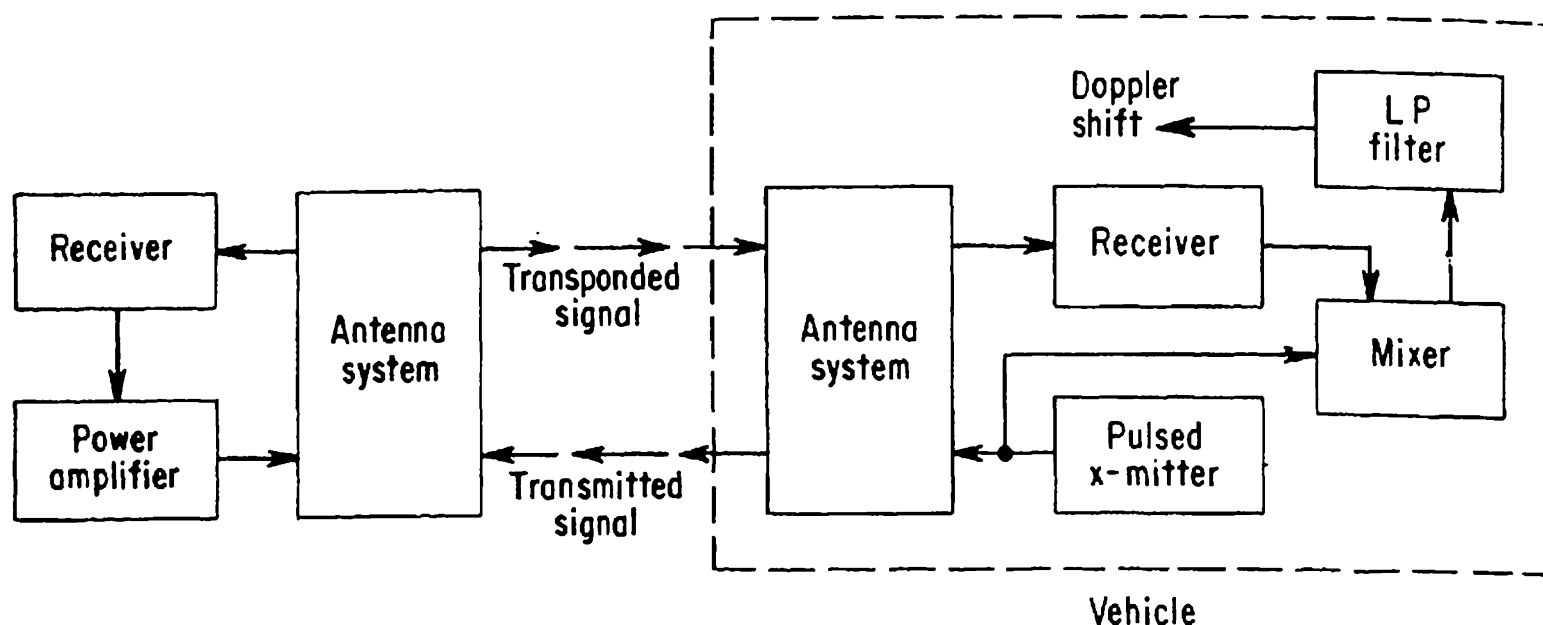 Doppler
shift
L P
filter
Receiver
Antenna
system
Power
amplifier
Transponded
signal
Transmitted
signal
Antenna
system
Receiver
Mixer
Pulsed
x-mitter
Vehicle